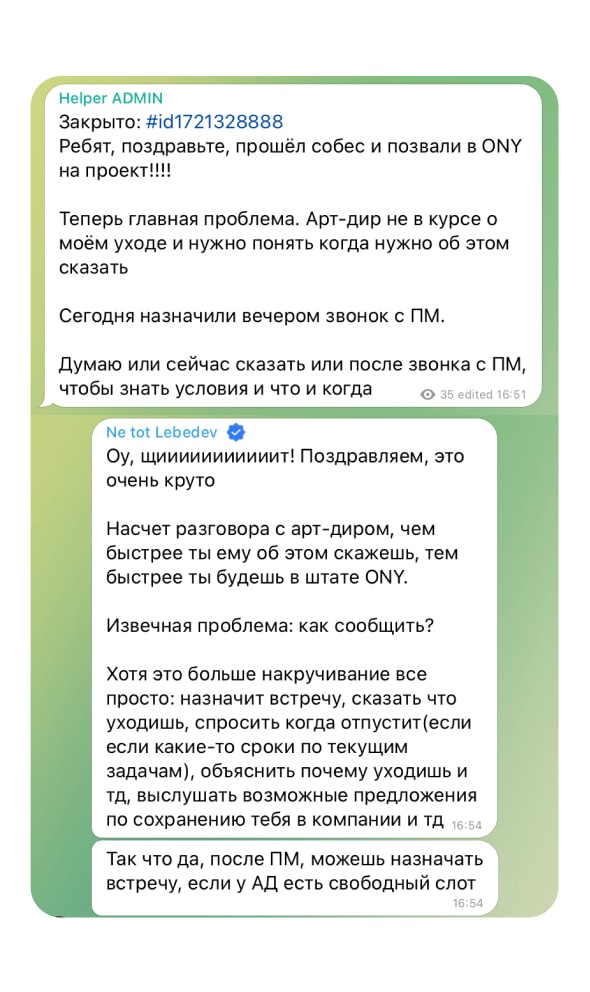 Helper ADMIN
Закрыто: #id1721328888
Ребят, поздравьте, прошёл собес и позвали в ONY
на проект!!!!
Теперь главная проблема. Арт-дир не в курсе о
моём уходе и нужно понять когда нужно об этом
сказать
Сегодня назначили вечером звонок с ПМ.
Думаю или сейчас сказать или после звонка с ПМ,
чтобы знать условия и что и когда
35 edited 16:51
Ne tot Lebedev
Оу, щиииииииииииит! Поздравляем, это
очень круто
Насчет разговора с арт-диром, чем
быстрее ты ему об этом скажешь, тем
быстрее ты будешь в штате ONY.
Извечная проблема: как сообщить?
Хотя это больше накручивание все
просто: назначит встречу, сказать что
уходишь, спросить когда отпустит(если
если какие-то сроки по текущим
задачам), объяснить почему уходишь и
тд, выслушать возможные предложения
по сохранению тебя в компании и тд
16:54
Так что да, после ПМ, можешь назначать
встречу, если у АД есть свободный слот
16:54